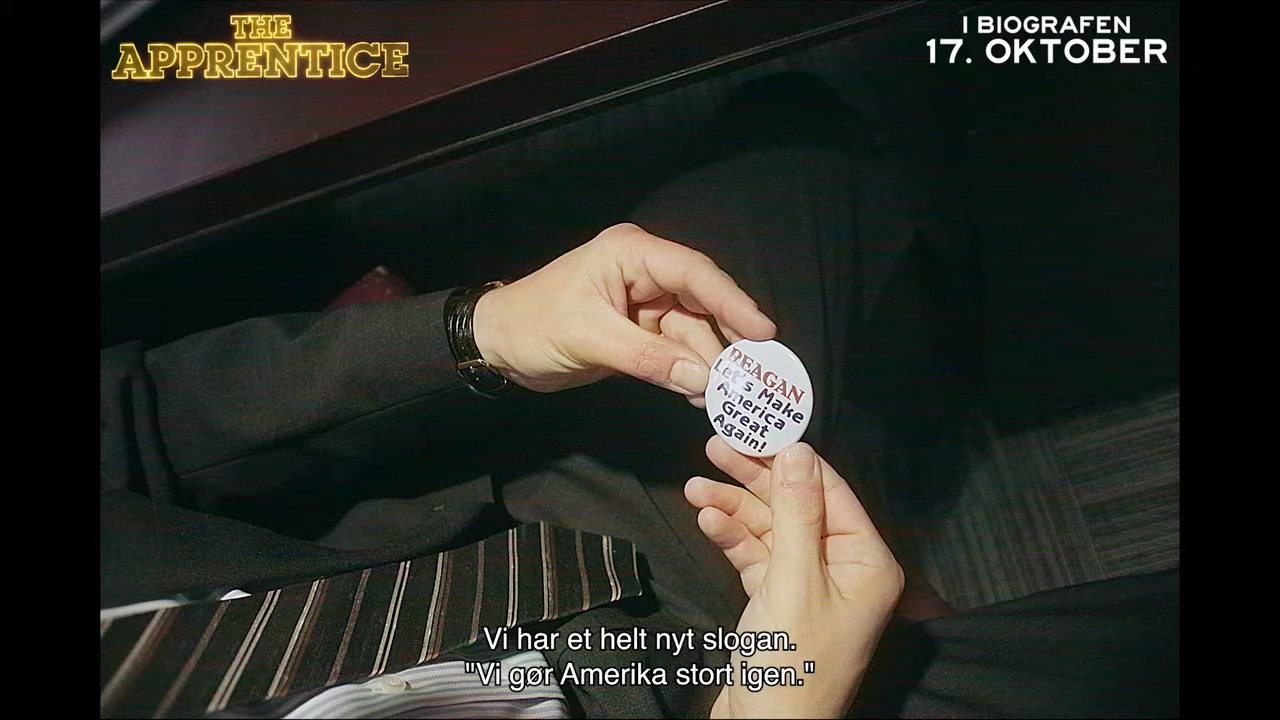 THE
APPRENTICE
I BIOGRAFEN
17. OKTOBER
REAGAN
Let's Make
America
Great
Again!
Vi har et helt nyt slogan.
"Vi gør Amerika stort igen."